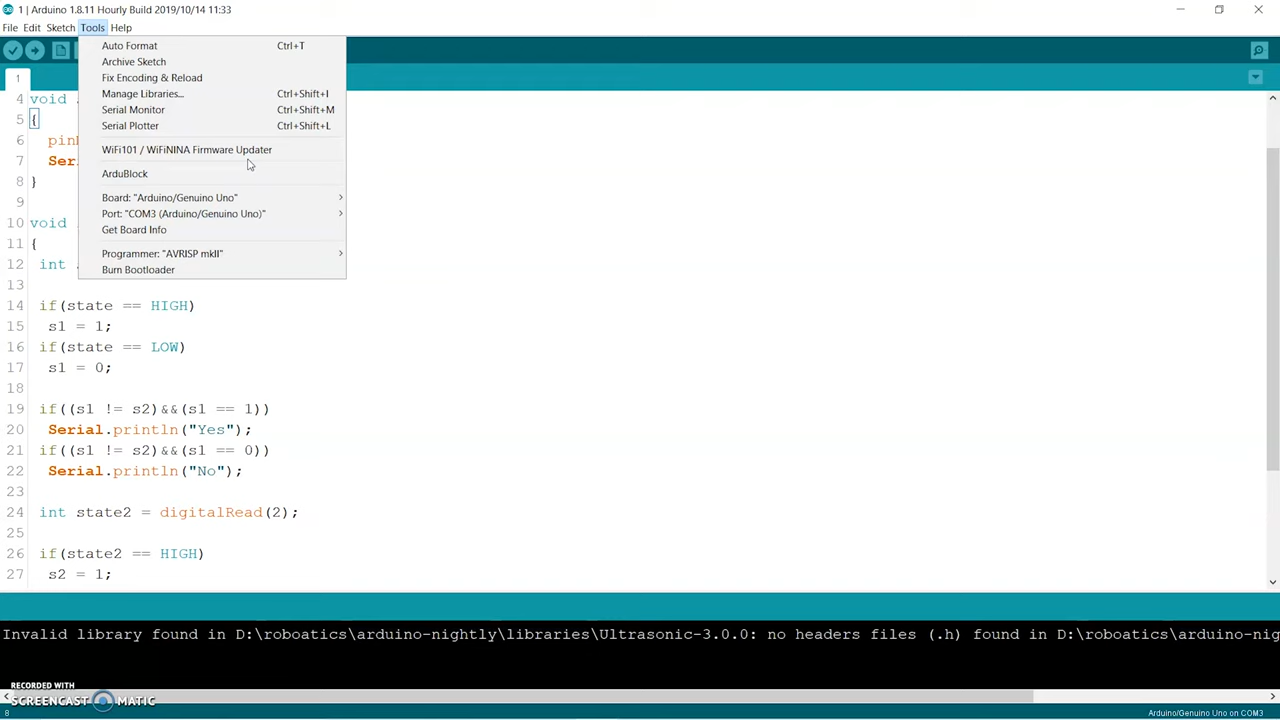 1 | Arduino 1.8.11 Hourly Build 2019/10/14 11:33
File Edit Sketch Tools Help
Auto Format Ctrl+T
Archive Sketch
Fix Encoding & Reload
Manage Libraries... Ctrl+Shift+I
Serial Monitor Ctrl+Shift+M
Serial Plotter Ctrl+Shift+L
WiFi101 / WiFiNINA Firmware Updater
ArduBlock
Board: "Arduino/Genuino Uno"
Port: "COM3 (Arduino/Genuino Uno)"
Get Board Info
Programmer: "AVRISP mkII"
Burn Bootloader
1
4 void
5 {
6
7
8 }
9
10 void
11 {
12 int
13
14 if(state == HIGH)
15 s1 = 1;
16 if(state == LOW)
17 s1 = 0;
18
19 if((s1 != s2)&&(s1 == 1))
20 Serial.println("Yes");
21 if((s1 != s2)&&(s1 == 0))
22 Serial.println("No");
23
24 int state2 = digitalRead(2);
25
26 if(state2 == HIGH)
27 s2 = 1;
Invalid library found in D:\roboatics\arduino-nightly\libraries\Ultrasonic-3.0.0: no headers files (.h) found in D:\roboatics\arduino-nig
RECORDED WITH
SCREENCAST MATIC
8 Arduino/Genuino Uno on COM3